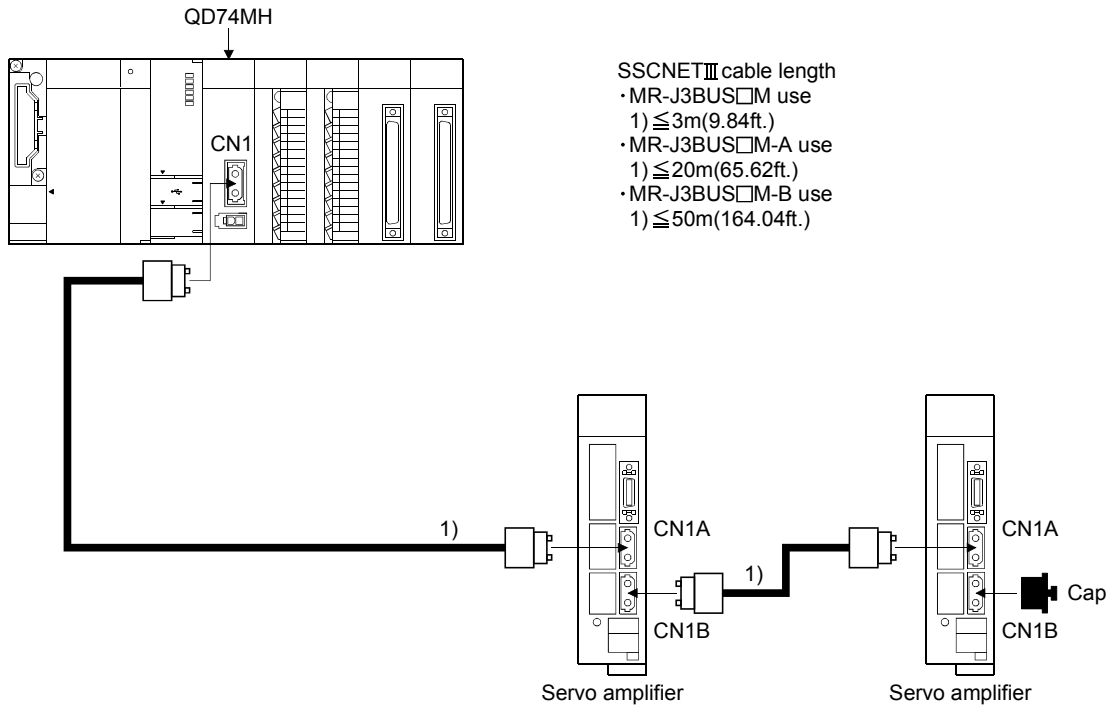 QD74MH
CN1
SSCNETⅢ cable length
・MR-J3BUS□M use
1)≦3m(9.84ft.)
・MR-J3BUS□M-A use
1)≦20m(65.62ft.)
・MR-J3BUS□M-B use
1)≦50m(164.04ft.)
1)
CN1A
CN1B
Servo amplifier
1)
CN1A
Cap
CN1B
Servo amplifier